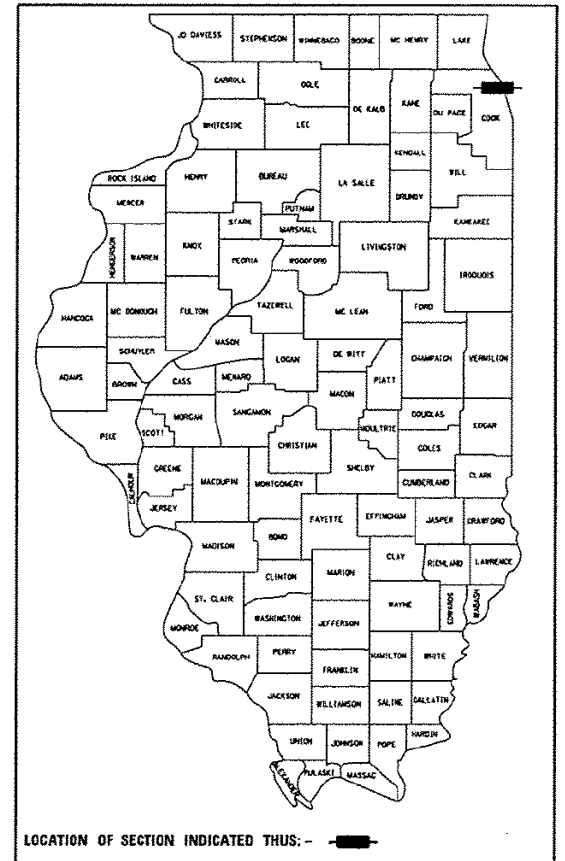 JO DAVIESS STEPHENSON WINNEBAGO BOONE MC HENRY LAKE
CARROLL OGLE DE KALB KANE DU PAGE COOK
WHITESIDE LEE
KENDALL WILL
ROCK ISLAND HENRY BUREAU LA SALLE GRUNDY
MERCER PUTNAM
STARK MARSHALL KANKAKEE
HENDERSON WARREN KNOX PEORIA WOODFORD LIVINGSTON IROQUOIS
HANCOCK MC DONOUGH FULTON TAZEWELL MC LEAN FORD
MASON
SCHUYLER LOGAN DE WITT CHAMPAIGN VERMILION
ADAMS BROWN CASS MENARD MACON PIATT
PIKE SCOTT MORGAN SANGAMON MOULTRIE DOUGLAS EDGAR
CHRISTIAN COLES
GREENE MACOUPIN MONTGOMERY SHELBY CUMBERLAND CLARK
CALHOUN JERSEY
FAYETTE EFFINGHAM JASPER CRAWFORD
MADISON BOND
CLAY RICHLAND LAWRENCE
CLINTON MARION
ST. CLAIR WAYNE EDWARDS WABASH
MONROE WASHINGTON JEFFERSON
RANDOLPH PERRY HAMILTON WHITE
FRANKLIN
JACKSON WILLIAMSON SALINE GALLATIN
UNION JOHNSON POPE HARDIN
ALEXANDER PULASKI MASSAC
LOCATION OF SECTION INDICATED THUS: -